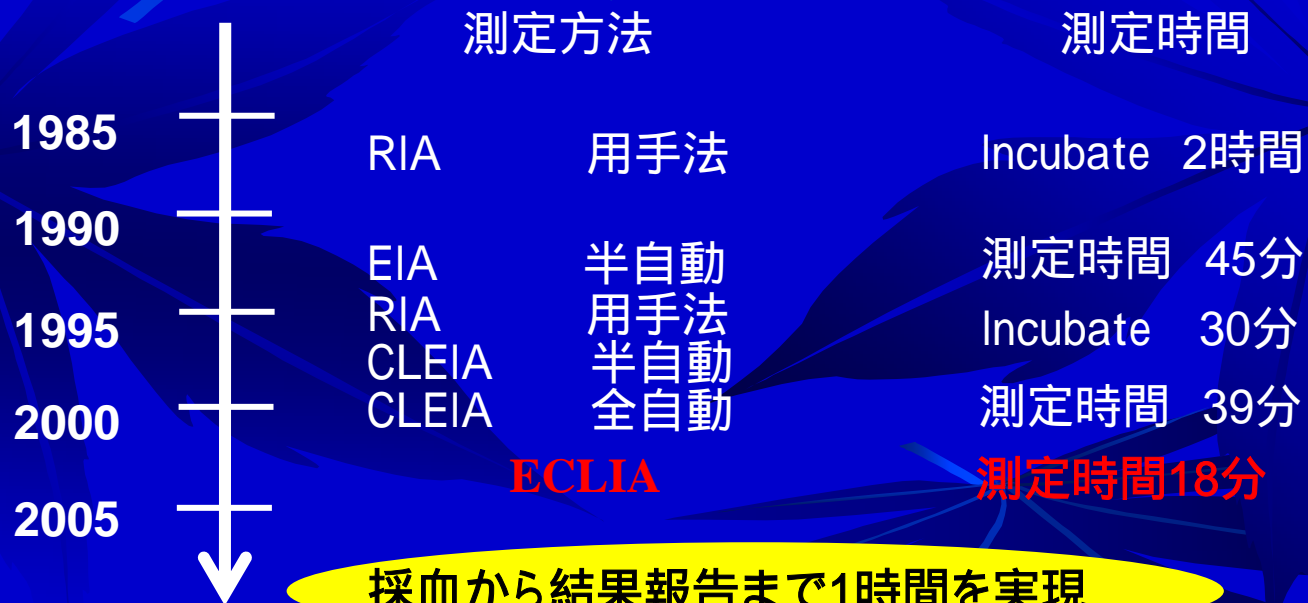 測定方法 測定時間
1985
RIA 用手法 Incubate 2時間
1990
EIA 半自動 測定時間 45分
RIA 用手法 Incubate 30分
1995
CLEIA 半自動
CLEIA 全自動 測定時間 39分
2000
ECLIA 測定時間18分
2005
採血から結果報告まで1時間を実現